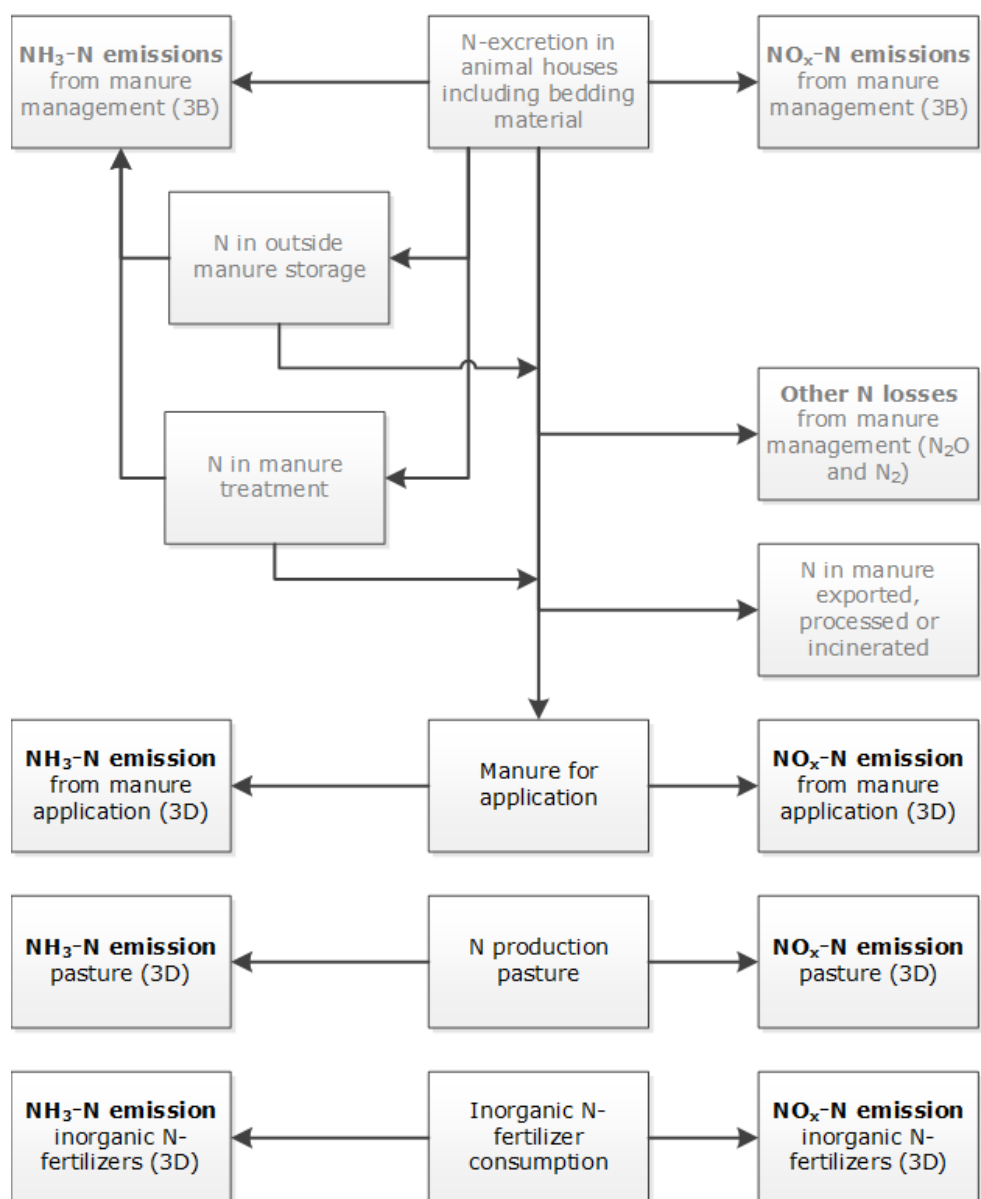 NH₃-N emissions
from manure
management (3B)
N-excretion in
animal houses
including bedding
material
NOₓ-N emissions
from manure
management (3B)
N in outside
manure storage
Other N losses
from manure
management (N₂O
and N₂)
N in manure
treatment
N in manure
exported,
processed or
incinerated
NH₃-N emission
from manure
application (3D)
Manure for
application
NOₓ-N emission
from manure
application (3D)
NH₃-N emission
pasture (3D)
N production
pasture
NOₓ-N emission
pasture (3D)
NH₃-N emission
inorganic N-
fertilizers (3D)
Inorganic N-
fertilizer
consumption
NOₓ-N emission
inorganic N-
fertilizers (3D)